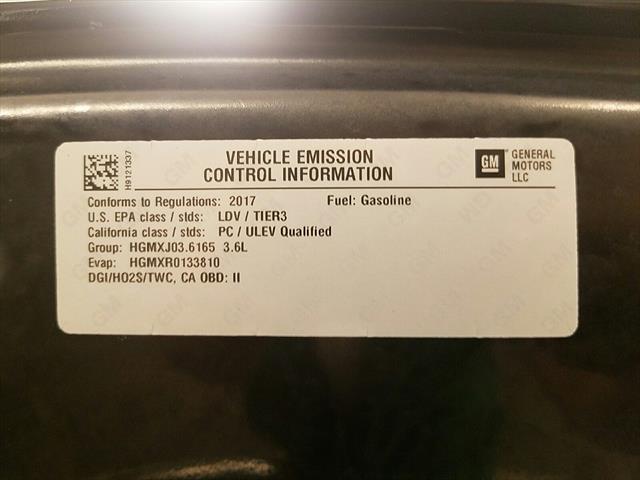 VEHICLE EMISSION
CONTROL INFORMATION
GM
GENERAL
MOTORS
LLC
H9121337
Conforms to Regulations: 2017 Fuel: Gasoline
U.S. EPA class / stds: LDV / TIER3
California class / stds: PC / ULEV Qualified
Group: HGMXJ03.6165 3.6L
Evap: HGMXR0133810
DGI/HO2S/TWC, CA OBD: II